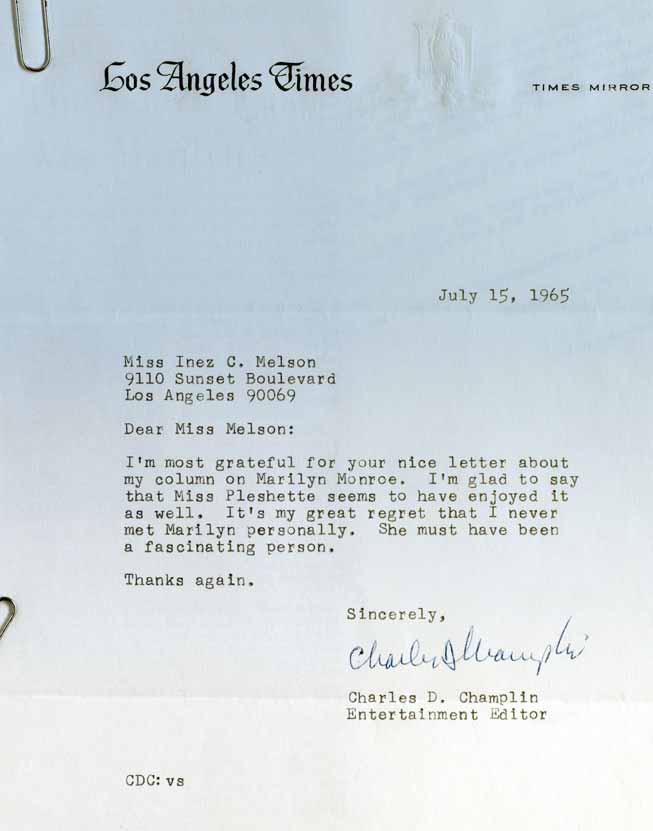 Los Angeles Times
TIMES MIRROR
July 15, 1965
Miss Inez C. Melson
9110 Sunset Boulevard
Los Angeles 90069
Dear Miss Melson:
I'm most grateful for your nice letter about
my column on Marilyn Monroe. I'm glad to say
that Miss Pleshette seems to have enjoyed it
as well. It's my great regret that I never
met Marilyn personally. She must have been
a fascinating person.
Thanks again.
Sincerely,
Charles D Champlin
Charles D. Champlin
Entertainment Editor
CDC:vs